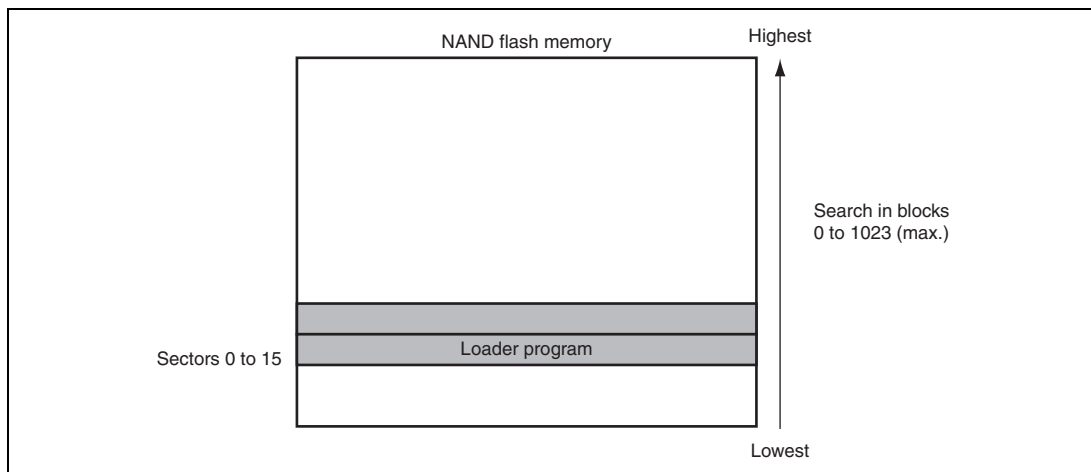 NAND flash memory
Highest
Search in blocks
0 to 1023 (max.)
Loader program
Sectors 0 to 15
Lowest